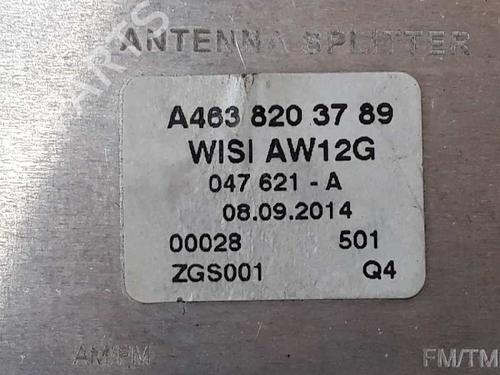 ANTENNA SPLITTER
A463 820 37 89
WISI AW12G
047 621 - A
08.09.2014
00028 501
ZGS001 Q4
AM/FM FM/TM